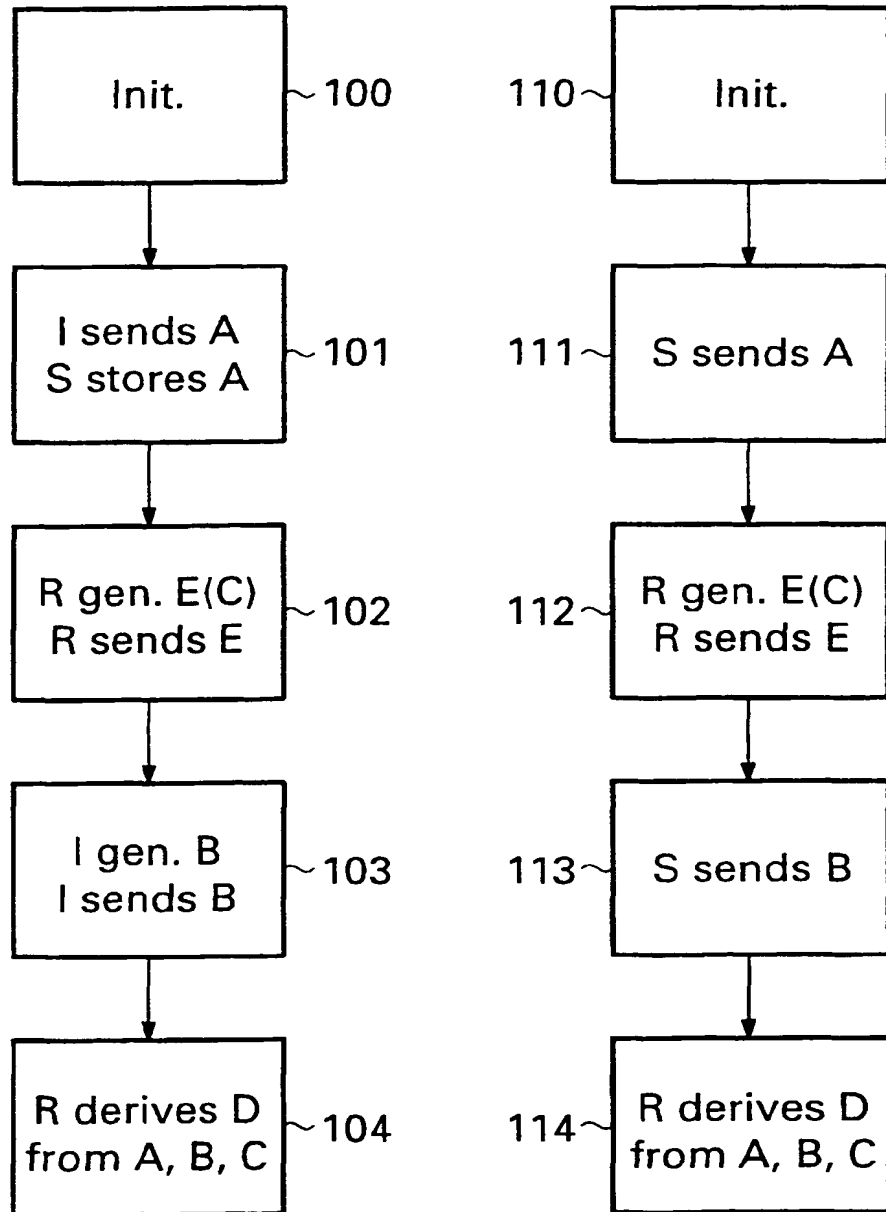 Init.
100
I sends A
S stores A
101
R gen. E(C)
R sends E
102
I gen. B
I sends B
103
R derives D
from A, B, C
104
110
Init.
111
S sends A
112
R gen. E(C)
R sends E
113
S sends B
114
R derives D
from A, B, C